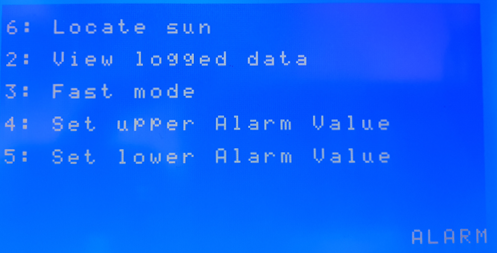 6: Locate sun
2: View logged data
3: Fast mode
4: Set upper Alarm Value
5: Set lower Alarm Value
ALARM